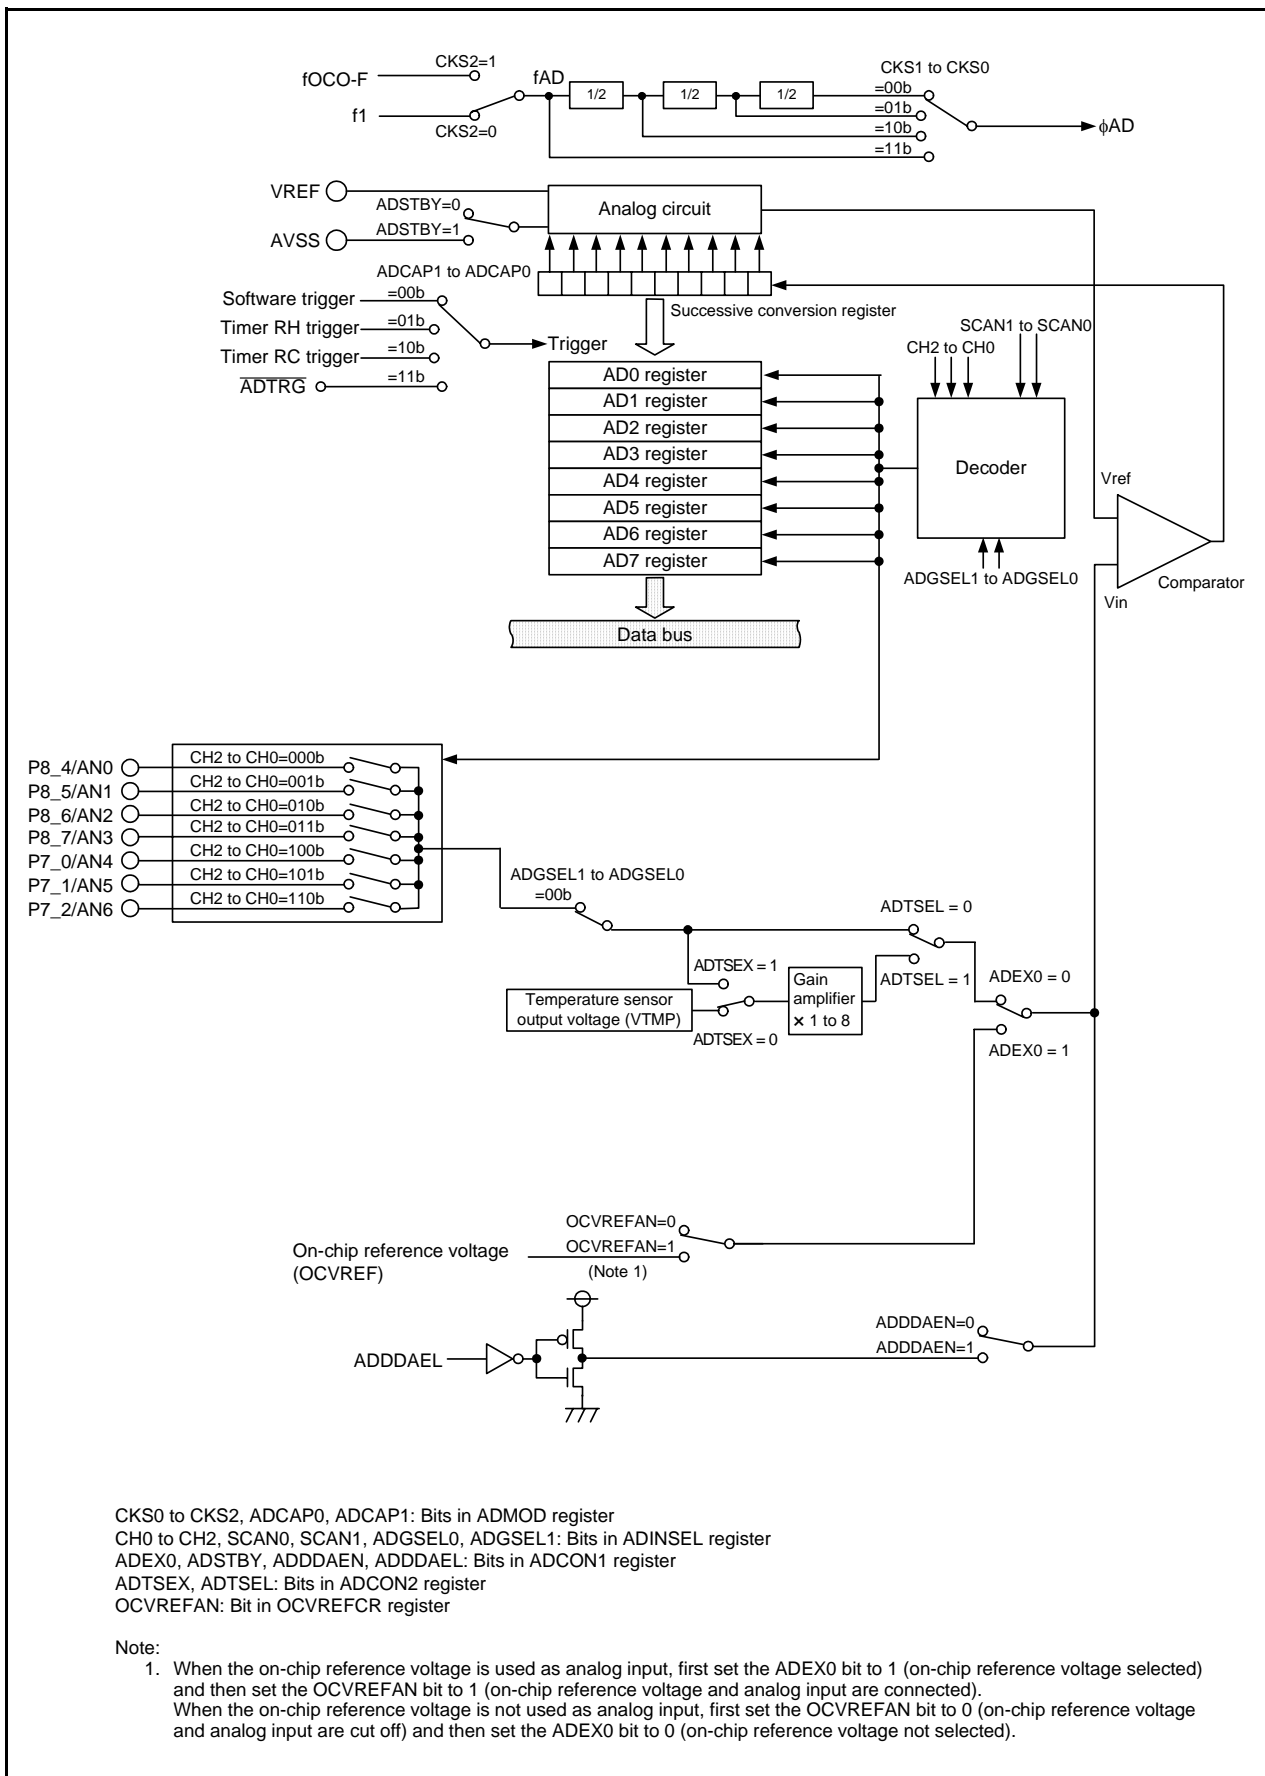 CKS2=1
fOCO-F
fAD
CKS1 to CKS0
1/2
1/2
1/2
=00b
f1
CKS2=0
=01b
=10b
=11b
ϕAD
VREF
Analog circuit
ADSTBY=0
AVSS
ADSTBY=1
ADCAP1 to ADCAP0
Software trigger
=00b
Successive conversion register
Timer RH trigger
=01b
Trigger
Timer RC trigger
=10b
ADTRG
=11b
SCAN1 to SCAN0
CH2 to CH0
AD0 register
AD1 register
AD2 register
AD3 register
AD4 register
AD5 register
AD6 register
AD7 register
Decoder
Vref
ADGSEL1 to ADGSEL0
Comparator
Vin
Data bus
P8_4/AN0
CH2 to CH0=000b
P8_5/AN1
CH2 to CH0=001b
P8_6/AN2
CH2 to CH0=010b
P8_7/AN3
CH2 to CH0=011b
P7_0/AN4
CH2 to CH0=100b
P7_1/AN5
CH2 to CH0=101b
P7_2/AN6
CH2 to CH0=110b
ADGSEL1 to ADGSEL0
=00b
ADTSEL = 0
ADTSEX = 1
Gain
amplifier
× 1 to 8
ADTSEL = 1
ADEX0 = 0
Temperature sensor
output voltage (VTMP)
ADTSEX = 0
ADEX0 = 1
OCVREFAN=0
On-chip reference voltage
(OCVREF)
OCVREFAN=1
(Note 1)
ADDDAEN=0
ADDDAEL
ADDDAEN=1
CKS0 to CKS2, ADCAP0, ADCAP1: Bits in ADMOD register
CH0 to CH2, SCAN0, SCAN1, ADGSEL0, ADGSEL1: Bits in ADINSEL register
ADEX0, ADSTBY, ADDDAEN, ADDDAEL: Bits in ADCON1 register
ADTSEX, ADTSEL: Bits in ADCON2 register
OCVREFAN: Bit in OCVREFCR register
Note:
1. When the on-chip reference voltage is used as analog input, first set the ADEX0 bit to 1 (on-chip reference voltage selected)
and then set the OCVREFAN bit to 1 (on-chip reference voltage and analog input are connected).
When the on-chip reference voltage is not used as analog input, first set the OCVREFAN bit to 0 (on-chip reference voltage
and analog input are cut off) and then set the ADEX0 bit to 0 (on-chip reference voltage not selected).